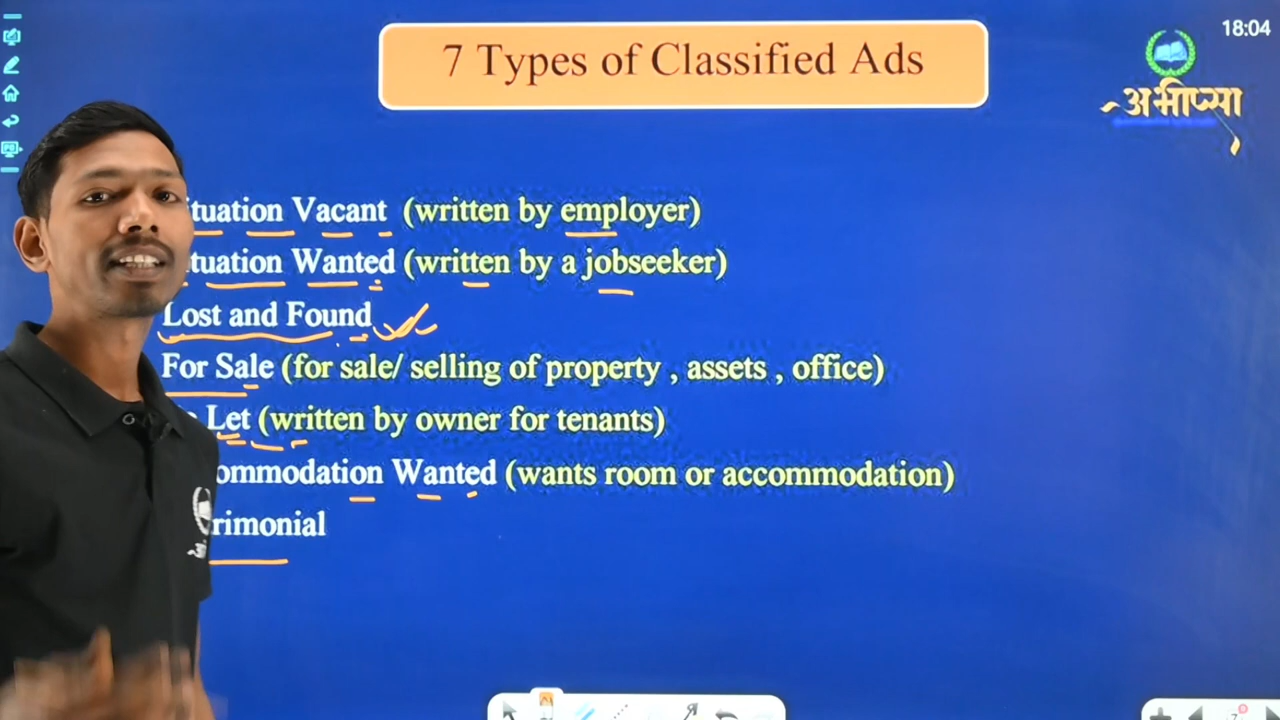 7 Types of Classified Ads
18:04
अभीप्सा
tuation Vacant (written by employer)
tuation Wanted (written by a jobseeker)
Lost and Found
For Sale (for sale/ selling of property , assets , office)
Let (written by owner for tenants)
ommodation Wanted (wants room or accommodation)
rimonial